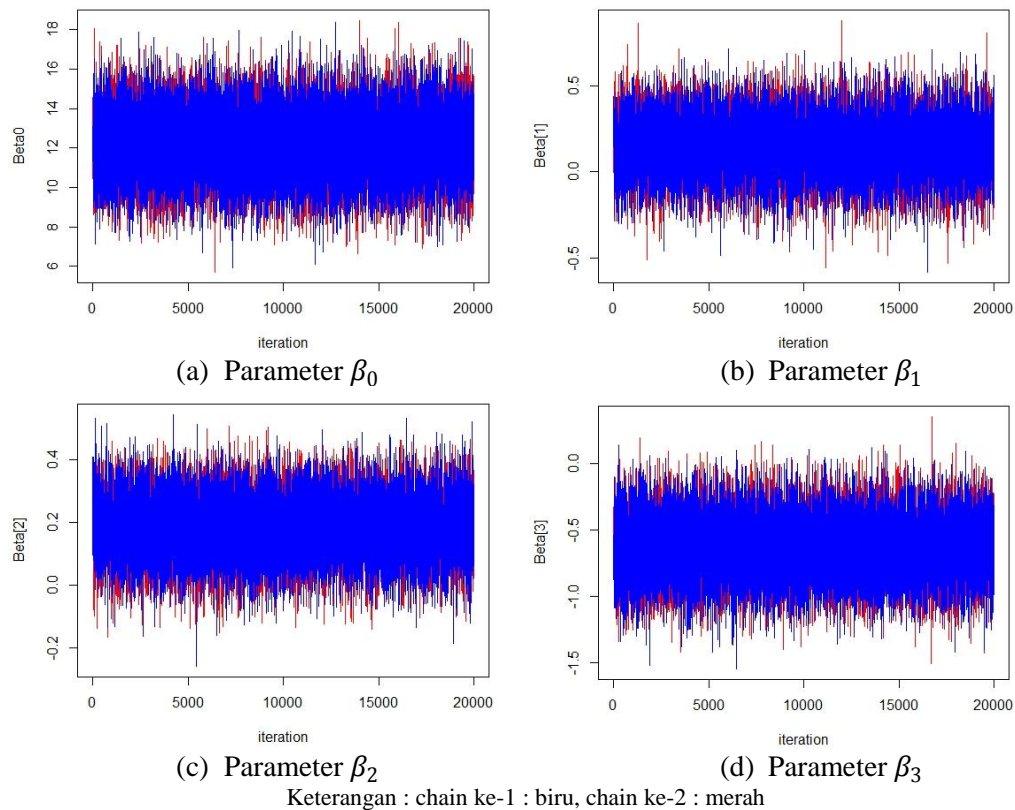 18
16
14
12
10
8
6
Beta0
0 5000 10000 15000 20000
iteration
(a) Parameter β₀
0.5
0.0
-0.5
Beta[1]
0 5000 10000 15000 20000
iteration
(b) Parameter β₁
0.4
0.2
0.0
-0.2
Beta[2]
0 5000 10000 15000 20000
iteration
(c) Parameter β₂
0.0
-0.5
-1.0
-1.5
Beta[3]
0 5000 10000 15000 20000
iteration
(d) Parameter β₃
Keterangan : chain ke-1 : biru, chain ke-2 : merah